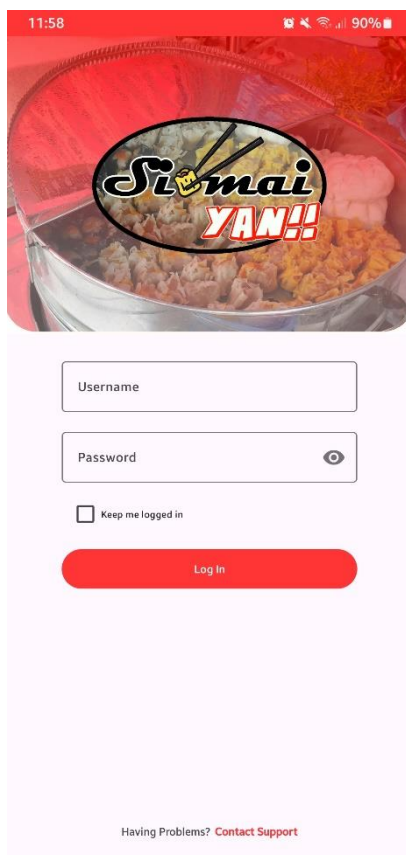 11:58 90%
Siomai
YAN!!
Username
Password
Keep me logged in
Log In
Having Problems? Contact Support